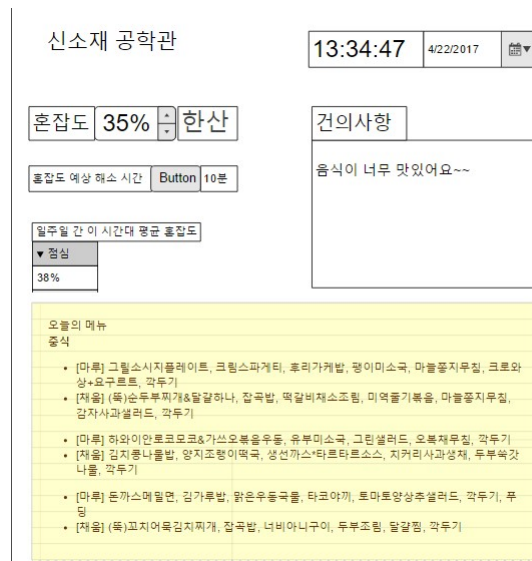 신소재 공학관
13:34:47
4/22/2017
혼잡도 35% 한산
건의사항
음식이 너무 맛있어요~~
혼잡도 예상 해소 시간 Button 10분
일주일 간 이 시간대 평균 혼잡도
▼ 점심
38%
오늘의 메뉴
중식
• [마루] 그릴소시지플레이트, 크림스파게티, 후리가케밥, 팽이미소국, 마늘쫑지무침, 크로와
상+요구르트, 깍두기
• [채움] (뚝)순두부찌개&달걀하나, 잡곡밥, 떡갈비채소조림, 미역줄기볶음, 마늘쫑지무침,
감자사과샐러드, 깍두기
• [마루] 하와이안로코모코&가쓰오볶음우동, 유부미소국, 그린샐러드, 오복채무침, 깍두기
• [채움] 김치콩나물밥, 양지조랭이떡국, 생선까스*타르타르소스, 치커리사과생채, 두부쑥갓
나물, 깍두기
• [마루] 돈까스메밀면, 김가루밥, 맑은우동국물, 타코야끼, 토마토양상추샐러드, 깍두기, 푸
딩
• [채움] (뚝)꼬치어묵김치찌개, 잡곡밥, 너비아니구이, 두부조림, 달걀찜, 깍두기